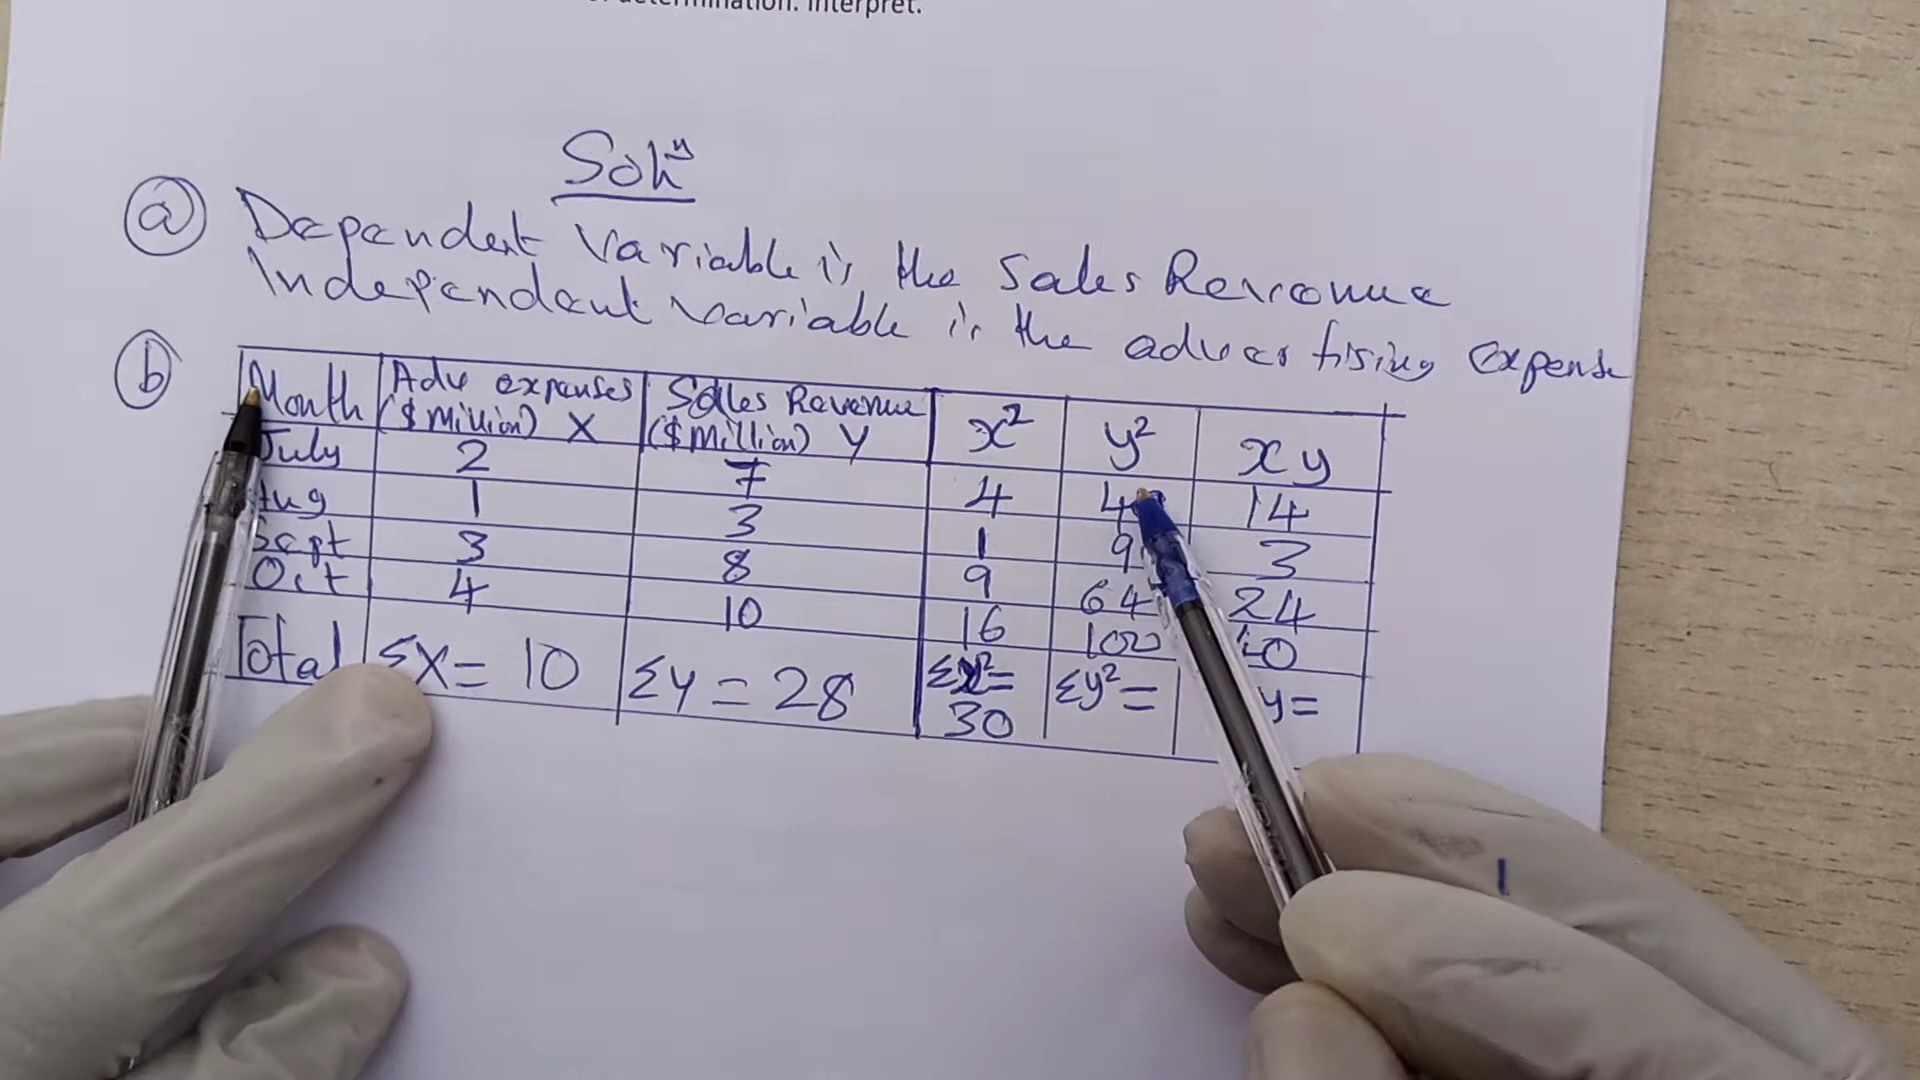 determination. Interpret.
Soln
a Dependent variable is the Sales Revenue
Independent variable is the advertising expense
b Month Adv expenses ($ million) X Sales Revenue ($ million) Y x² y² xy
July 2 7 4 14
Aug 1 3 1 9 3
Sept 3 8 9 64 24
Oct 4 10 16 100 40
Total ΣX = 10 ΣY = 28 Σx² = 30 Σy² = y =